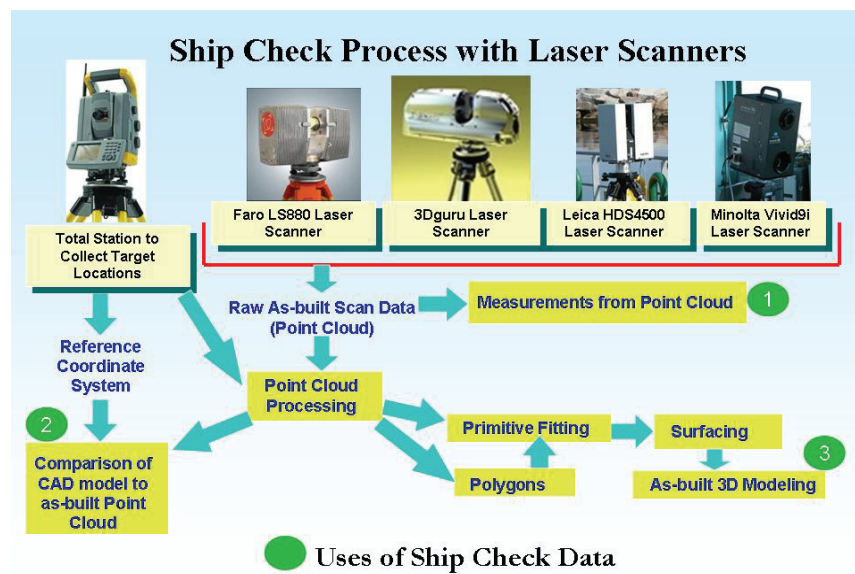 Ship Check Process with Laser Scanners
Faro LS880 Laser
Scanner
3Dguru Laser
Scanner
Leica HDS4500
Laser Scanner
Minolta Vivid9i
Laser Scanner
Total Station to
Collect Target
Locations
Raw As-built Scan Data
(Point Cloud)
Measurements from Point Cloud
1
Reference
Coordinate
System
Point Cloud
Processing
2
Comparison of
CAD model to
as-built Point
Cloud
Primitive Fitting
Surfacing
3
Polygons
As-built 3D Modeling
Uses of Ship Check Data